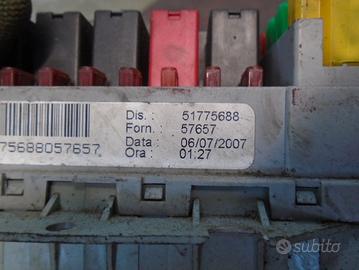 Dis. : 51775688
Forn. : 57657
Data : 06/07/2007
Ora : 01:27
75688057657
subito